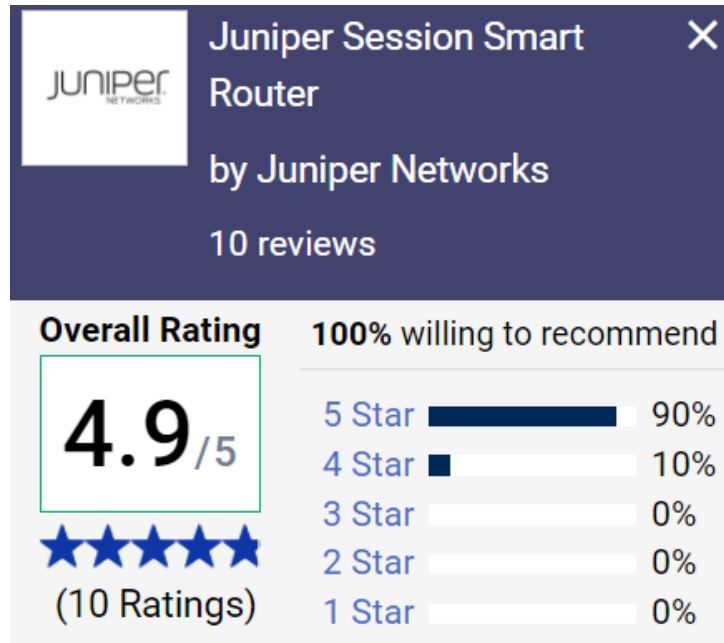 JUNIPER
NETWORKS
Juniper Session Smart
Router
by Juniper Networks
10 reviews
Overall Rating
4.9/5
(10 Ratings)
100% willing to recommend
5 Star 90%
4 Star 10%
3 Star 0%
2 Star 0%
1 Star 0%